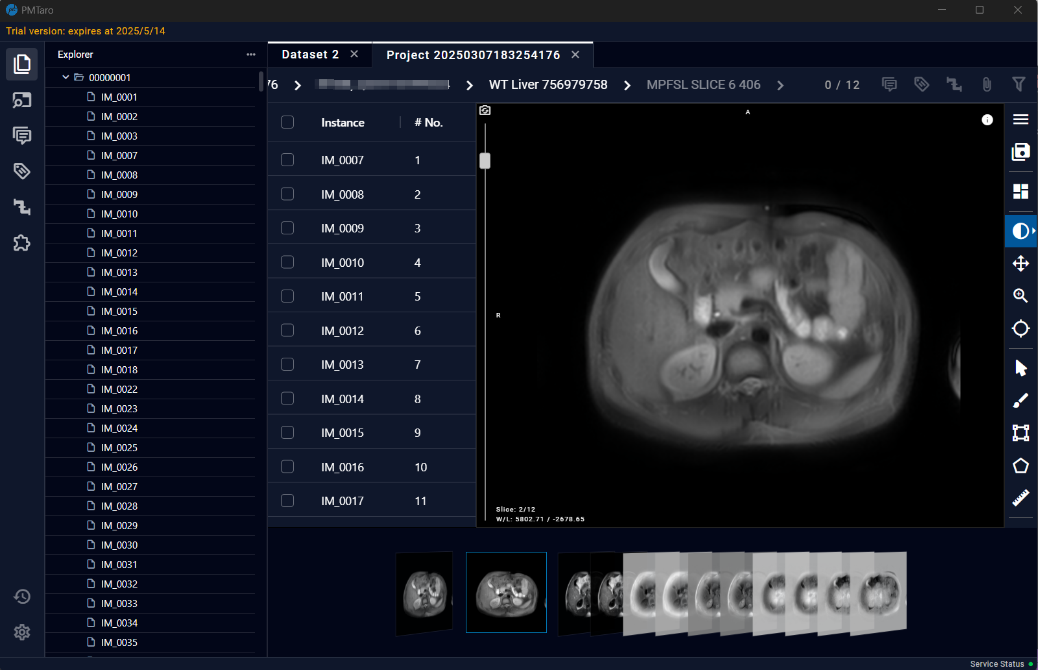 PMTaro
Trial version: expires at 2025/5/14
Explorer
00000001
IM_0001
IM_0002
IM_0003
IM_0007
IM_0008
IM_0009
IM_0010
IM_0011
IM_0012
IM_0013
IM_0014
IM_0015
IM_0016
IM_0017
IM_0018
IM_0022
IM_0023
IM_0024
IM_0025
IM_0026
IM_0027
IM_0028
IM_0029
IM_0030
IM_0031
IM_0032
IM_0033
IM_0034
IM_0035
Dataset 2
Project 20250307183254176
WT Liver 756979758 MPFSL SLICE 6 406 0 / 12
Instance # No.
IM_0007 1
IM_0008 2
IM_0009 3
IM_0010 4
IM_0011 5
IM_0012 6
IM_0013 7
IM_0014 8
IM_0015 9
IM_0016 10
IM_0017 11
A
R
Slice: 2/12
W/L: 5802.71 / -2678.65
Service Status